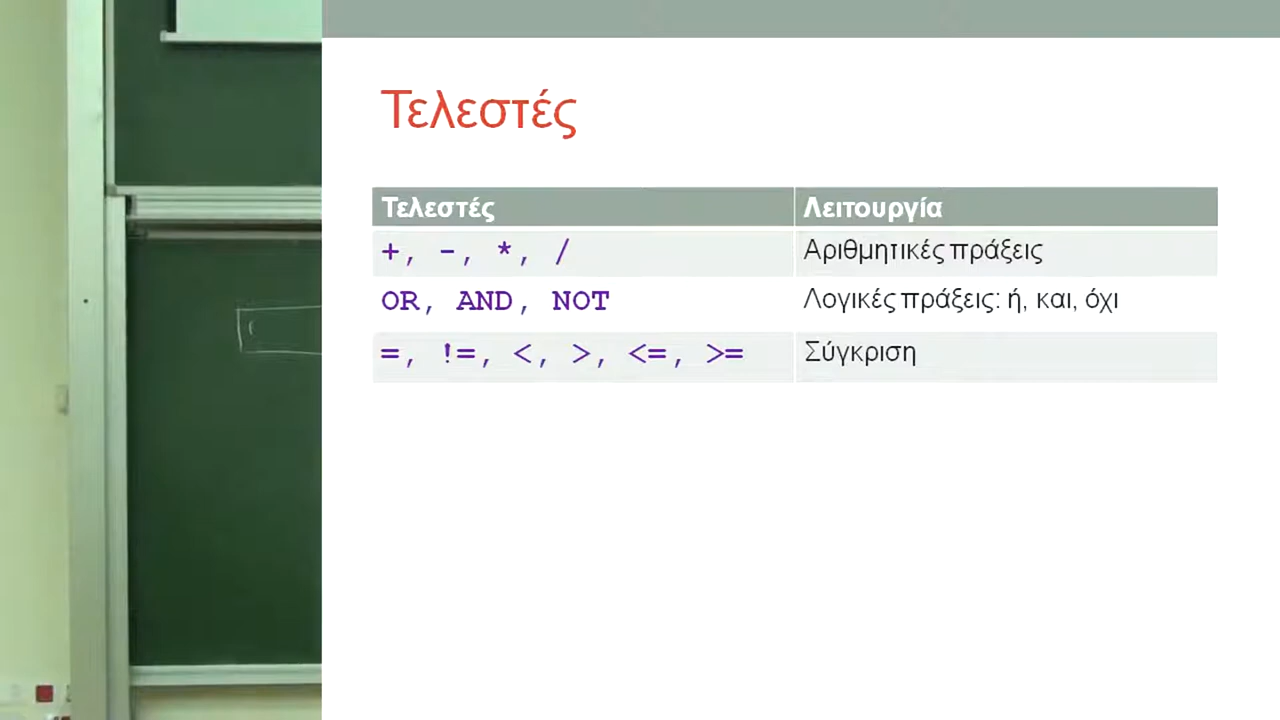 Τελεστές
Τελεστές Λειτουργία
+, -, *, / Αριθμητικές πράξεις
OR, AND, NOT Λογικές πράξεις: ή, και, όχι
=, !=, <, >, <=, >= Σύγκριση